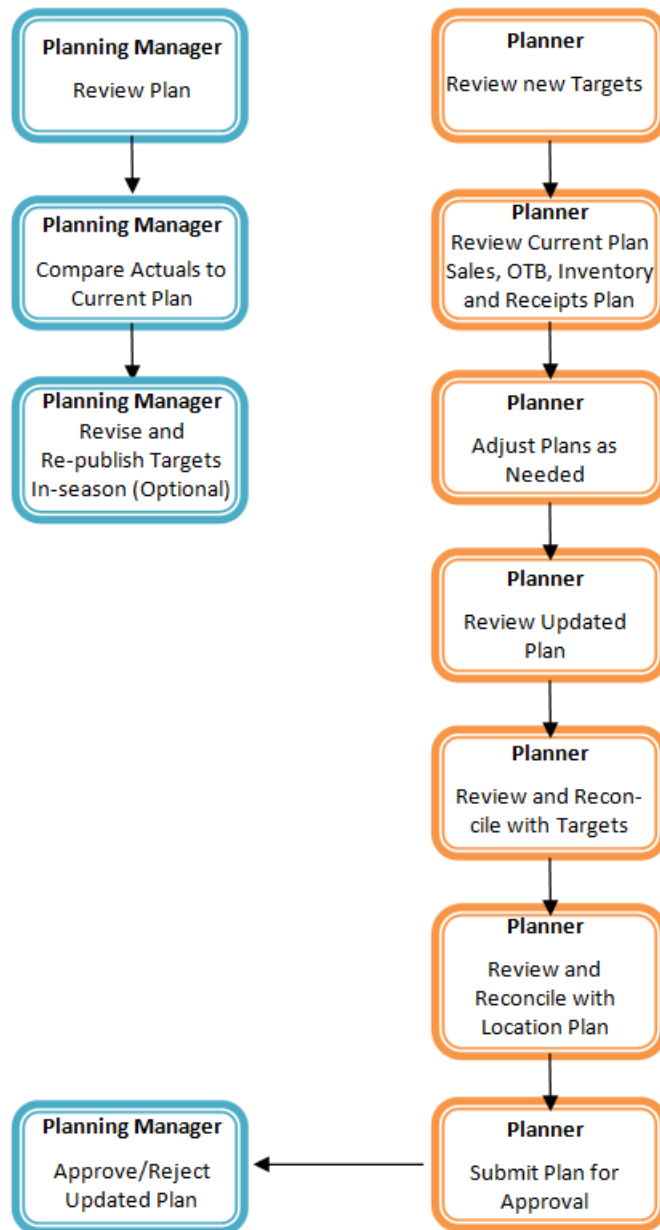 Planning Manager
Review Plan
Planning Manager
Compare Actuals to
Current Plan
Planning Manager
Revise and
Re-publish Targets
In-season (Optional)
Planner
Review new Targets
Planner
Review Current Plan
Sales, OTB, Inventory
and Receipts Plan
Planner
Adjust Plans as
Needed
Planner
Review Updated
Plan
Planner
Review and Recon-
cile with Targets
Planner
Review and
Reconcile with
Location Plan
Planner
Submit Plan for
Approval
Planning Manager
Approve/Reject
Updated Plan